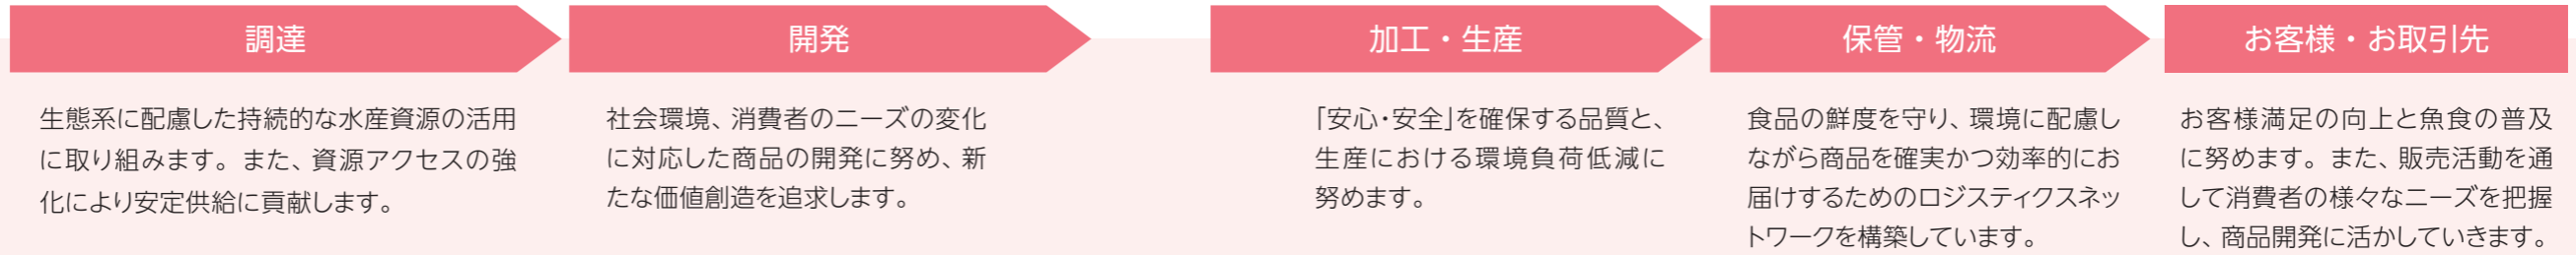 調達
生態系に配慮した持続的な水産資源の活用
に取り組みます。また、資源アクセスの強
化により安定供給に貢献します。
開発
社会環境、消費者のニーズの変化
に対応した商品の開発に努め、新
たな価値創造を追求します。
加工・生産
「安心・安全」を確保する品質と、
生産における環境負荷低減に
努めます。
保管・物流
食品の鮮度を守り、環境に配慮し
ながら商品を確実かつ効率的にお
届けするためのロジスティクスネッ
トワークを構築しています。
お客様・お取引先
お客様満足の向上と魚食の普及
に努めます。また、販売活動を通
して消費者の様々なニーズを把握
し、商品開発に活かしていきます。